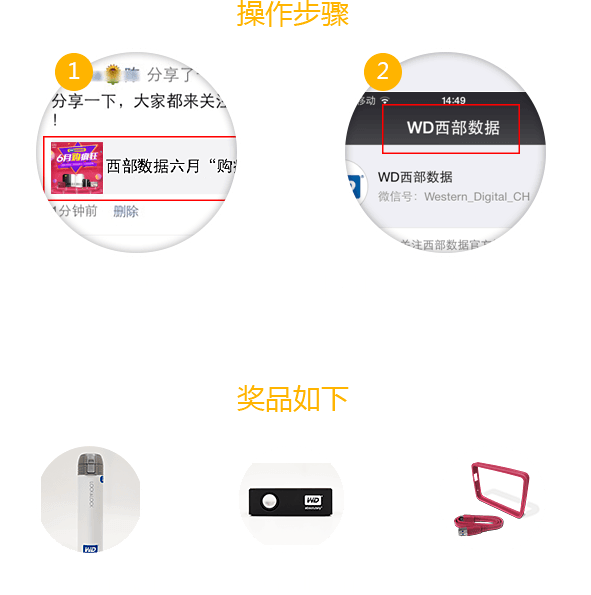 操作步骤
1
陈 分享了一
分享一下，大家都来关注
！
6月购疯狂
西部数据六月“购
分钟前 删除
2
移动 14:49
WD西部数据
WD西部数据
微信号：Western_Digital_CH
关注西部数据官方
奖品如下
WD
WD